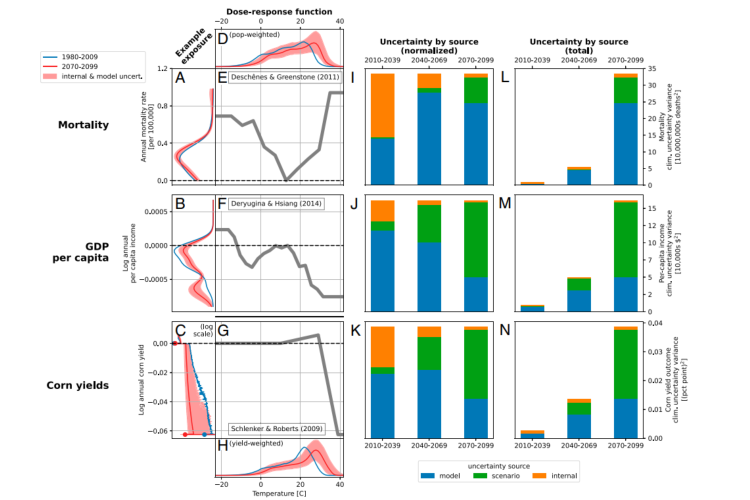 Dose-response function
−20 0 20 40
Example
exposure
D
(pop-weighted)
Uncertainty by source
(normalized)
2010-2039 2040-2069 2070-2099
Uncertainty by source
(total)
2010-2039 2040-2069 2070-2099
1980-2009
2070-2099
internal & model uncert.
Mortality
Annual mortality rate
[per 100,000]
1,2
0,8
0,4
0,0
A
E
Deschênes & Greenstone (2011)
I
L
35
30
25
20
15
10
5
0
Mortality
clim, uncertainty variance
[10,000,000s deaths²]
GDP
per capita
Log annual
per capita income
0,0005
0,0000
−0,0005
B
F
Deryugina & Hsiang (2014)
J
M
15
12
10
7
5
2
0
Per-capita income
clim, uncertainty variance
[10,000s $²]
Corn yields
Log annual corn yield
0,00
−0,02
−0,04
−0,06
C
(log
scale)
G
Schlenker & Roberts (2009)
K
N
0,04
0,03
0,02
0,01
0,00
Corn yield outcome
clim, uncertainty variance
[(pct point)²]
2010-2039 2040-2069 2070-2099
2010-2039 2040-2069 2070-2099
H
(yield-weighted)
−20 0 20 40
Temperature [C]
uncertainty source
model scenario internal